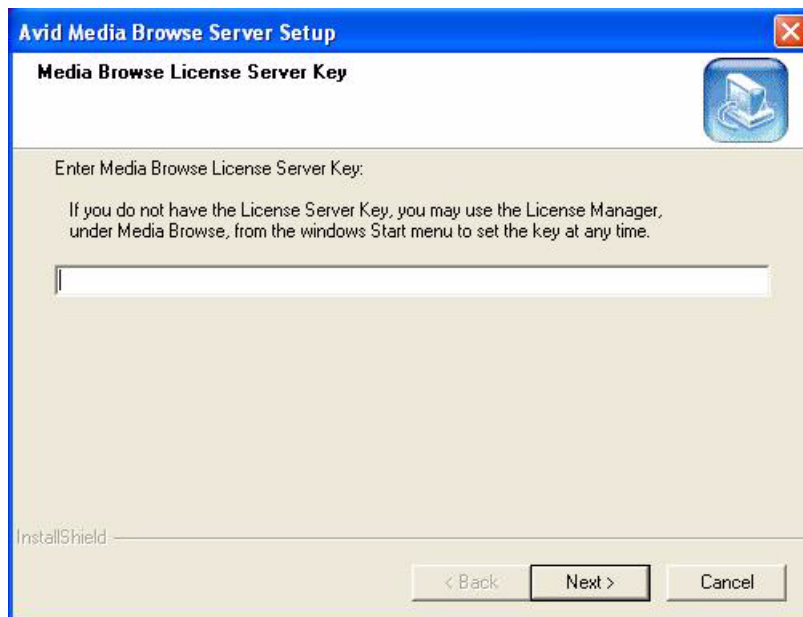 Avid Media Browse Server Setup
Media Browse License Server Key
Enter Media Browse License Server Key:
If you do not have the License Server Key, you may use the License Manager,
under Media Browse, from the windows Start menu to set the key at any time.
InstallShield
< Back Next > Cancel